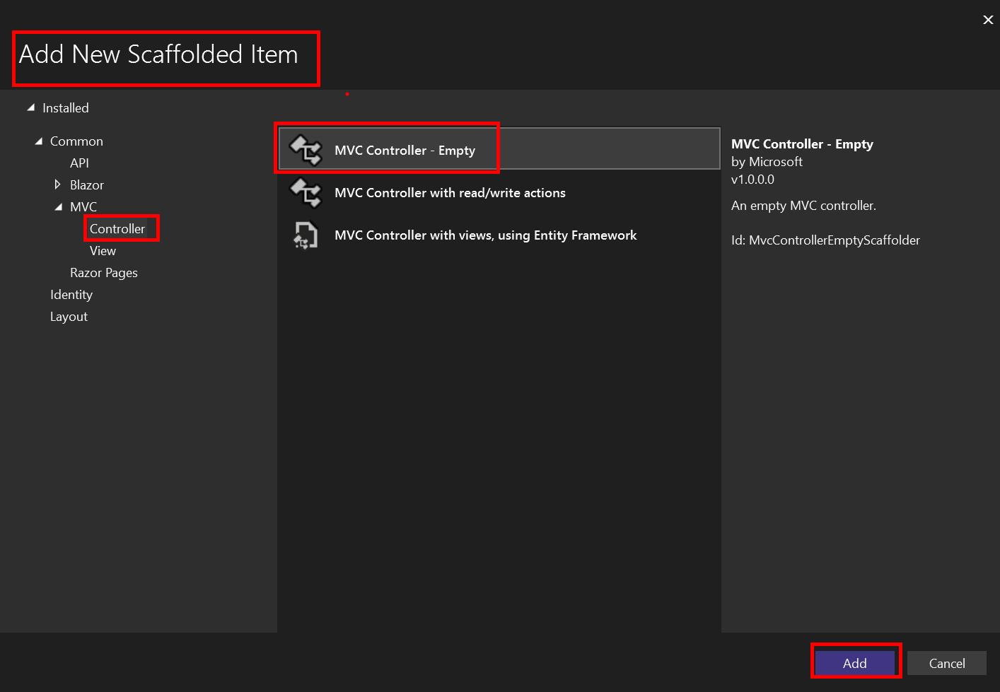 Add New Scaffolded Item
Installed
Common
API
Blazor
MVC
Controller
View
Razor Pages
Identity
Layout
MVC Controller - Empty
MVC Controller with read/write actions
MVC Controller with views, using Entity Framework
MVC Controller - Empty
by Microsoft
v1.0.0.0
An empty MVC controller.
Id: MvcControllerEmptyScaffolder
Add
Cancel